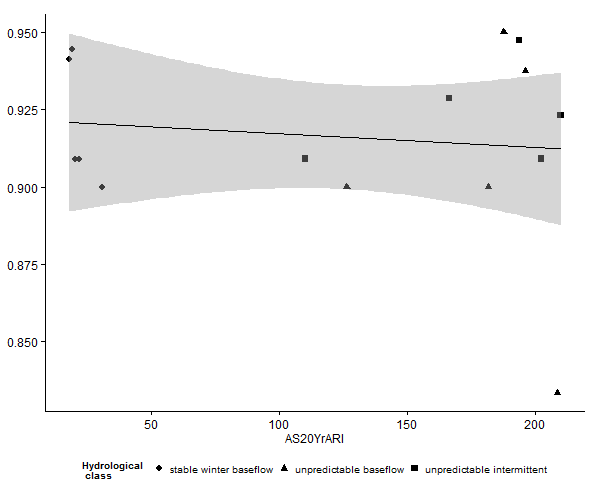 0.950
0.925
0.900
0.875
0.850
50
100
150
200
AS20YrARI
Hydrological
class
stable winter baseflow
unpredictable baseflow
unpredictable intermittent